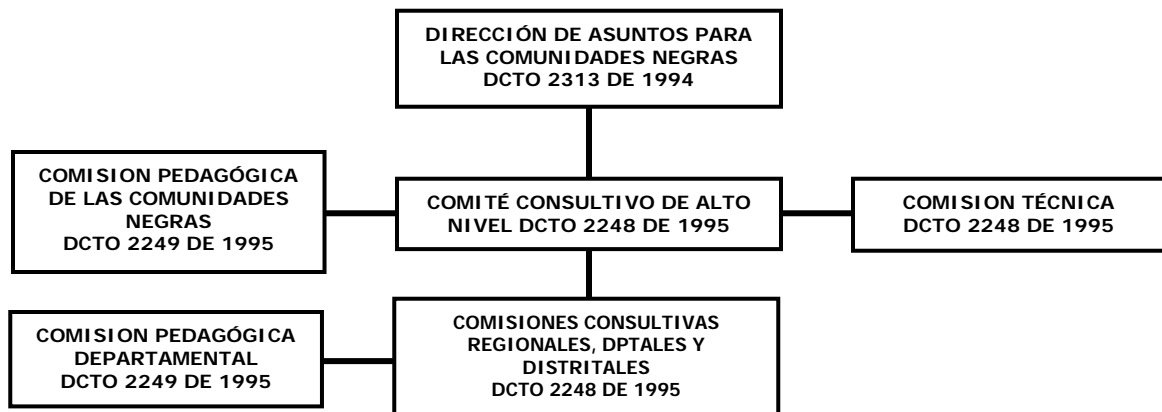 DIRECCIÓN DE ASUNTOS PARA
LAS COMUNIDADES NEGRAS
DCTO 2313 DE 1994
COMISION PEDAGÓGICA
DE LAS COMUNIDADES
NEGRAS
DCTO 2249 DE 1995
COMITÉ CONSULTIVO DE ALTO
NIVEL DCTO 2248 DE 1995
COMISION TÉCNICA
DCTO 2248 DE 1995
COMISION PEDAGÓGICA
DEPARTAMENTAL
DCTO 2249 DE 1995
COMISIONES CONSULTIVAS
REGIONALES, DPTALES Y
DISTRITALES
DCTO 2248 DE 1995